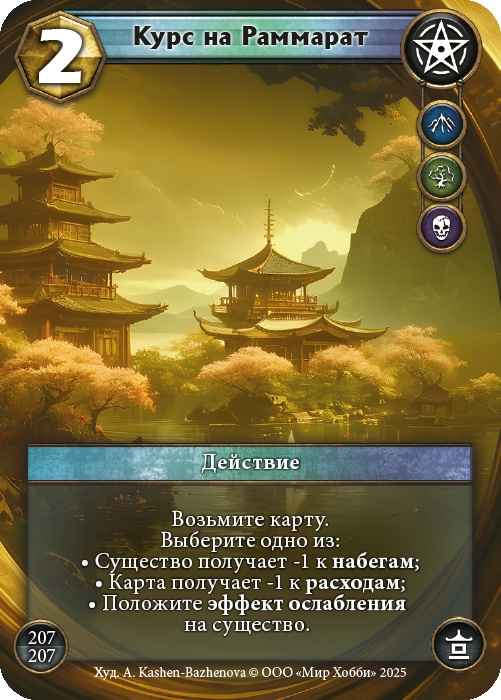 2
Курс на Раммарат
Действие
Возьмите карту.
Выберите одно из:
• Существо получает -1 к набегам;
• Карта получает -1 к расходам;
• Положите эффект ослабления
на существо.
207
207
Худ. A. Kashen-Bazhenova © ООО «Мир Хобби» 2025